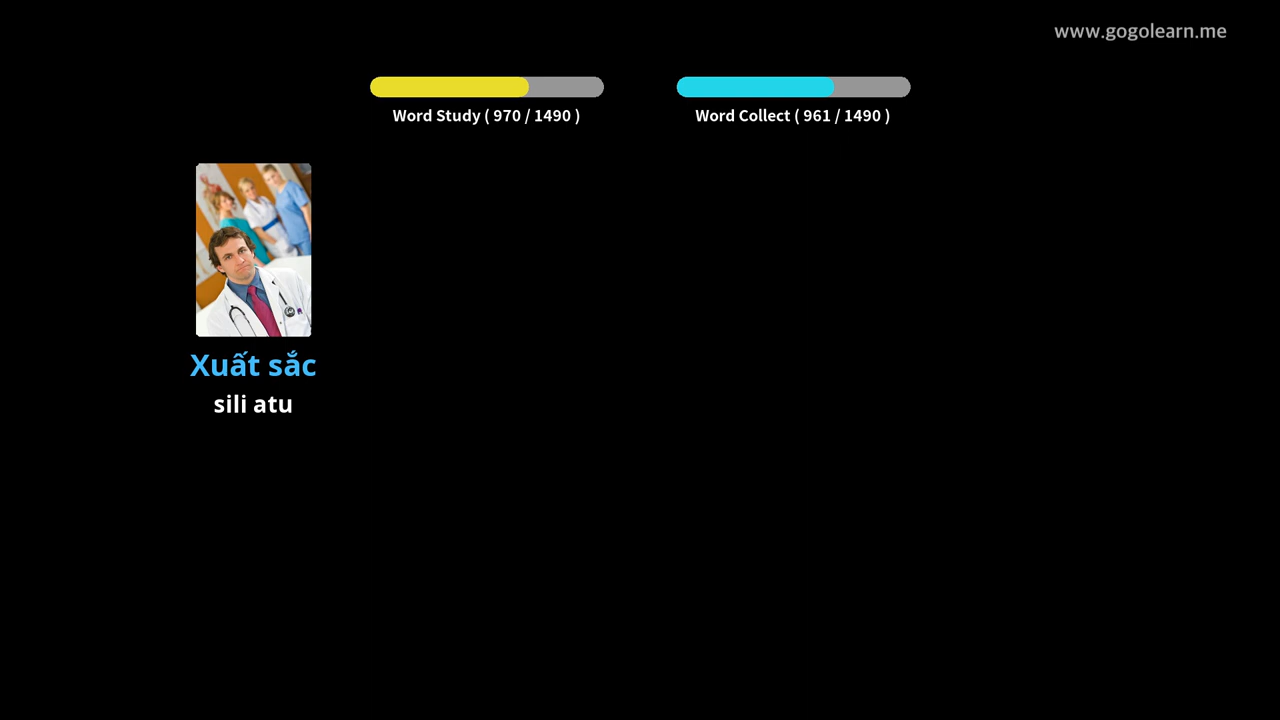 www.gogolearn.me
Word Study ( 970 / 1490 )
Word Collect ( 961 / 1490 )
Xuất sắc
sili atu